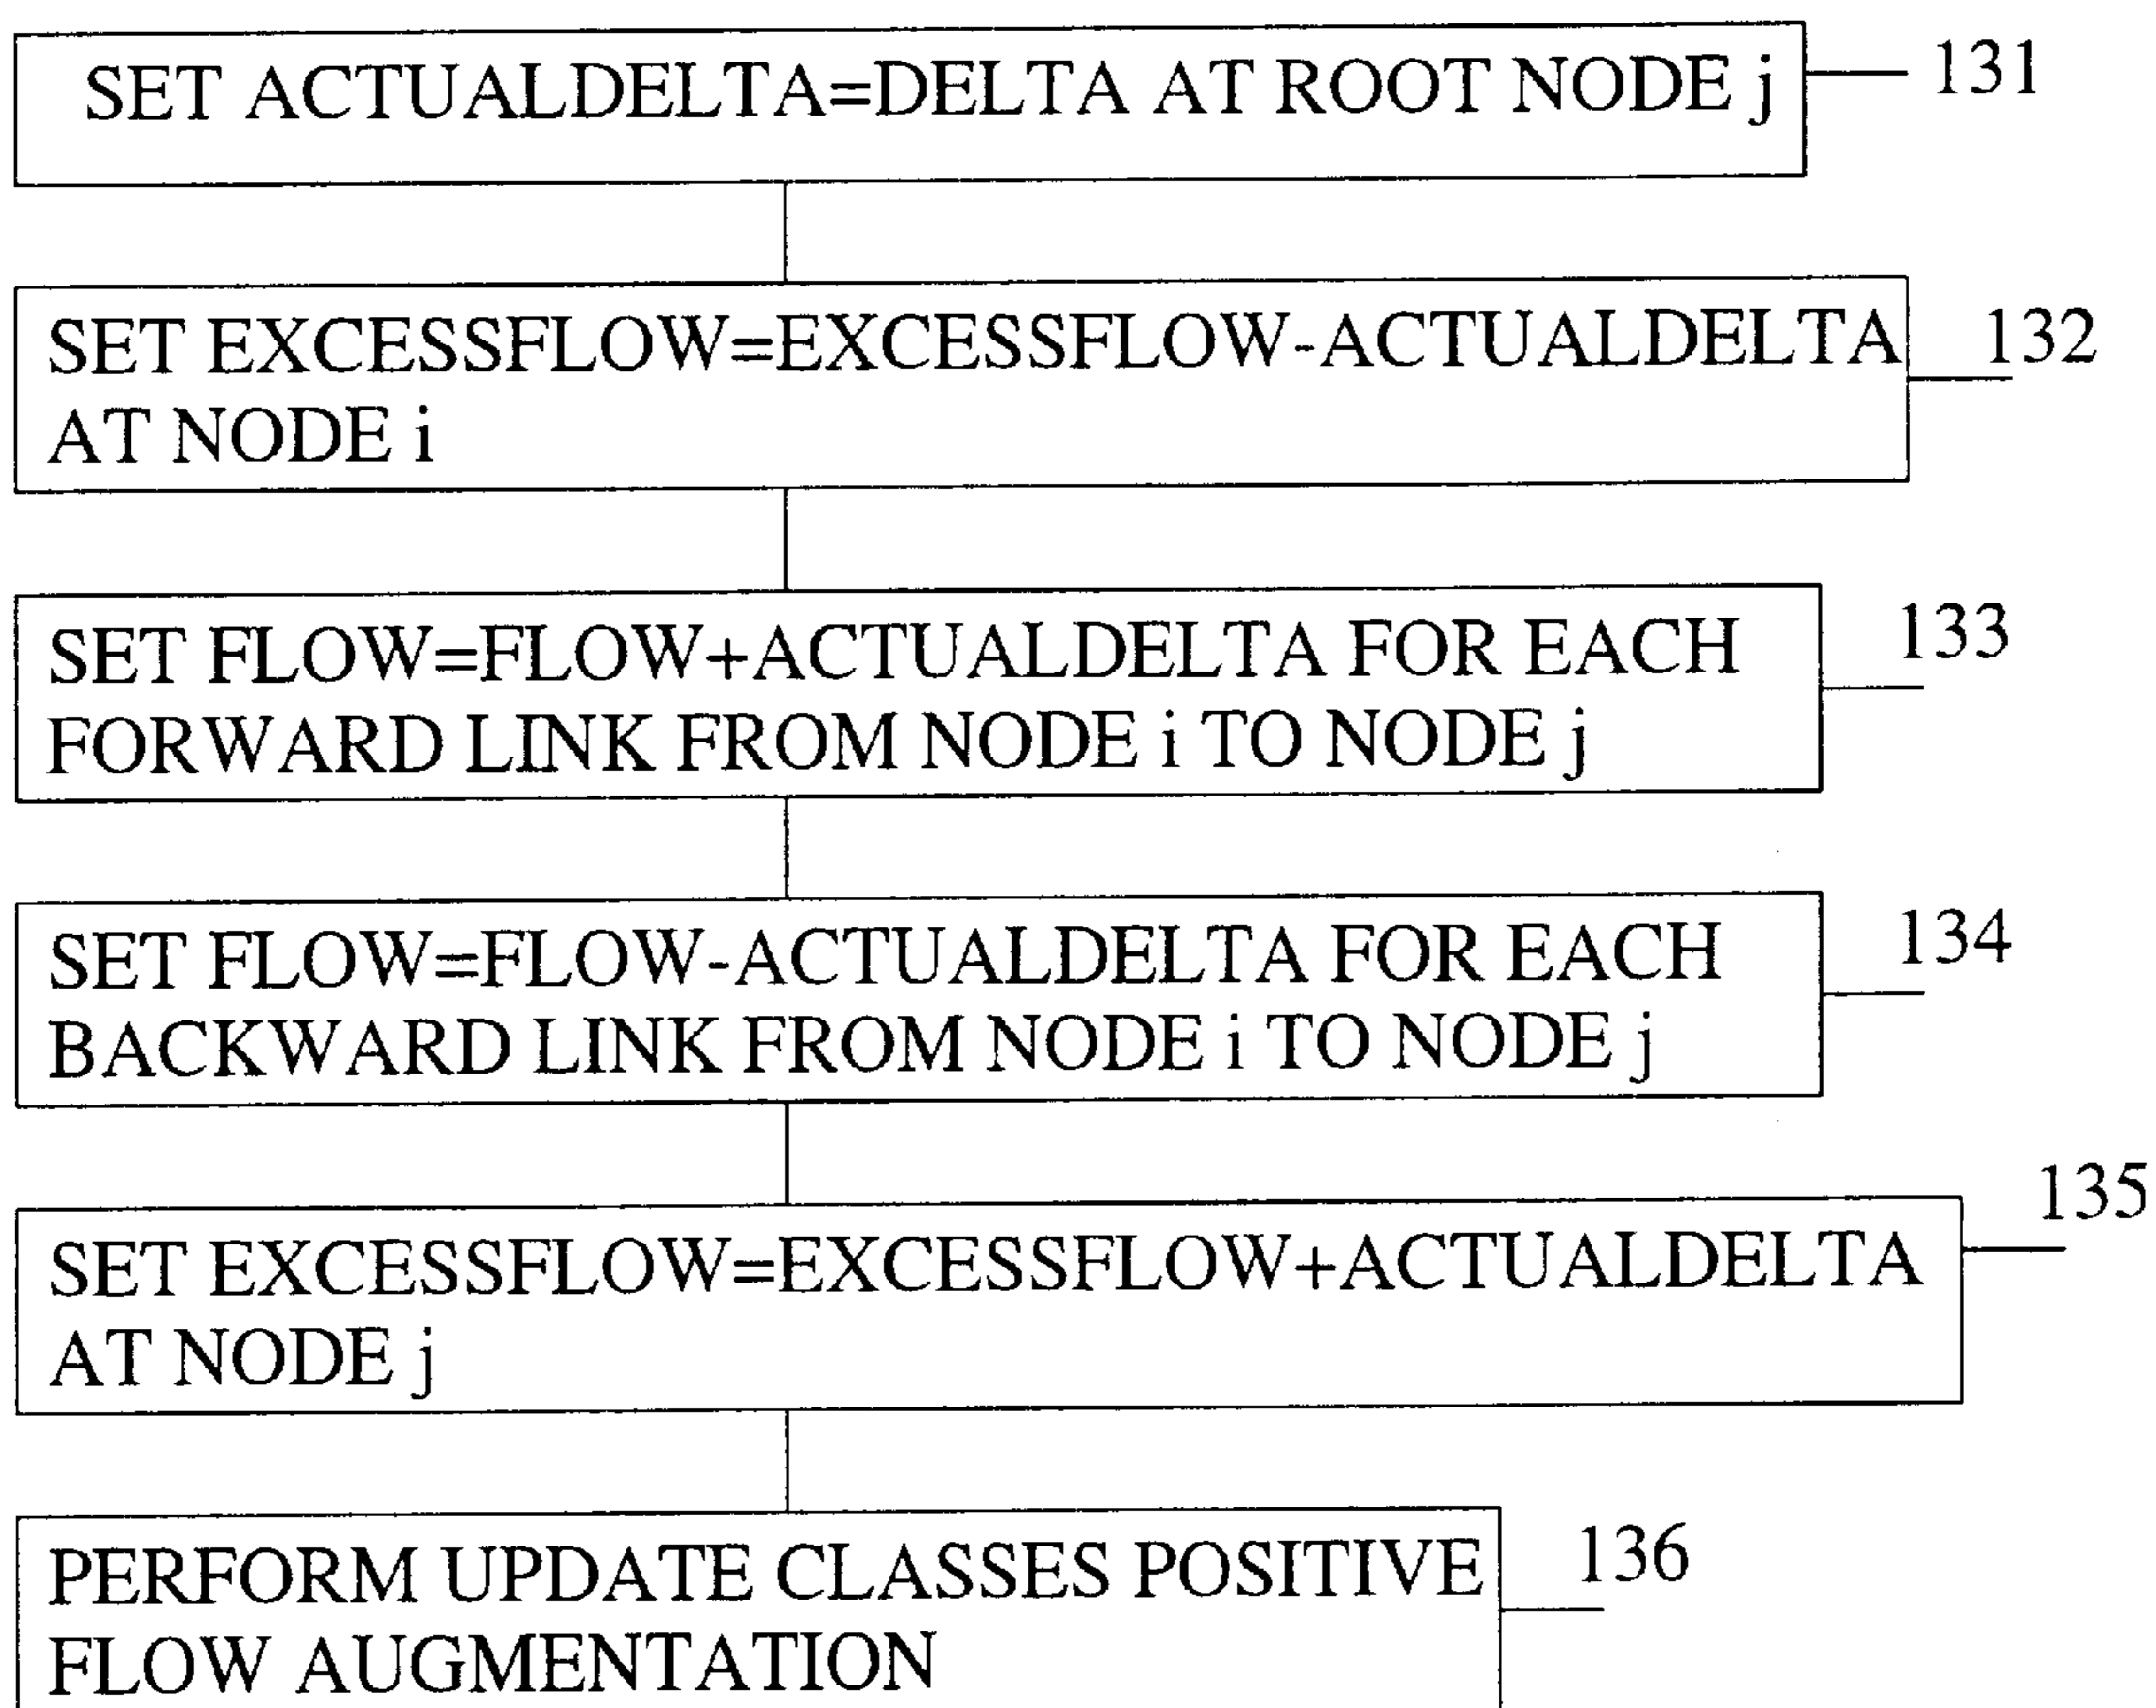 SET ACTUALDELTA=DELTA AT ROOT NODE j
131
SET EXCESSFLOW=EXCESSFLOW-ACTUALDELTA
AT NODE i
132
SET FLOW=FLOW+ACTUALDELTA FOR EACH
FORWARD LINK FROM NODE i TO NODE j
133
SET FLOW=FLOW-ACTUALDELTA FOR EACH
BACKWARD LINK FROM NODE i TO NODE j
134
SET EXCESSFLOW=EXCESSFLOW+ACTUALDELTA
AT NODE j
135
PERFORM UPDATE CLASSES POSITIVE
FLOW AUGMENTATION
136